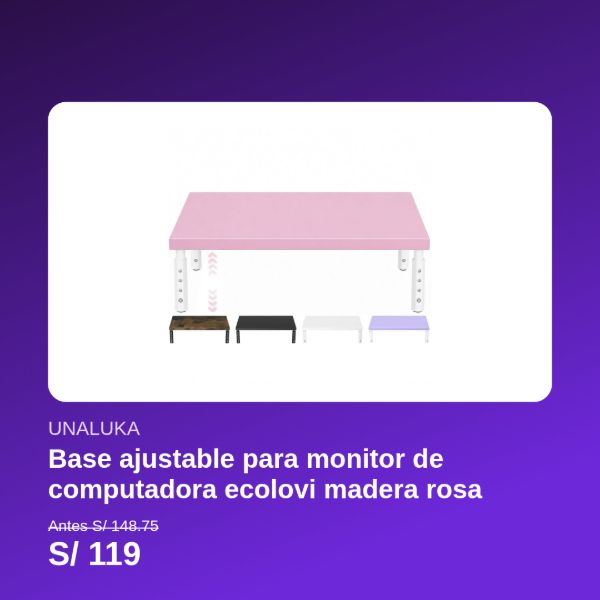 UNALUKA
Base ajustable para monitor de
computadora ecolovi madera rosa
Antes S/ 148.75
S/ 119